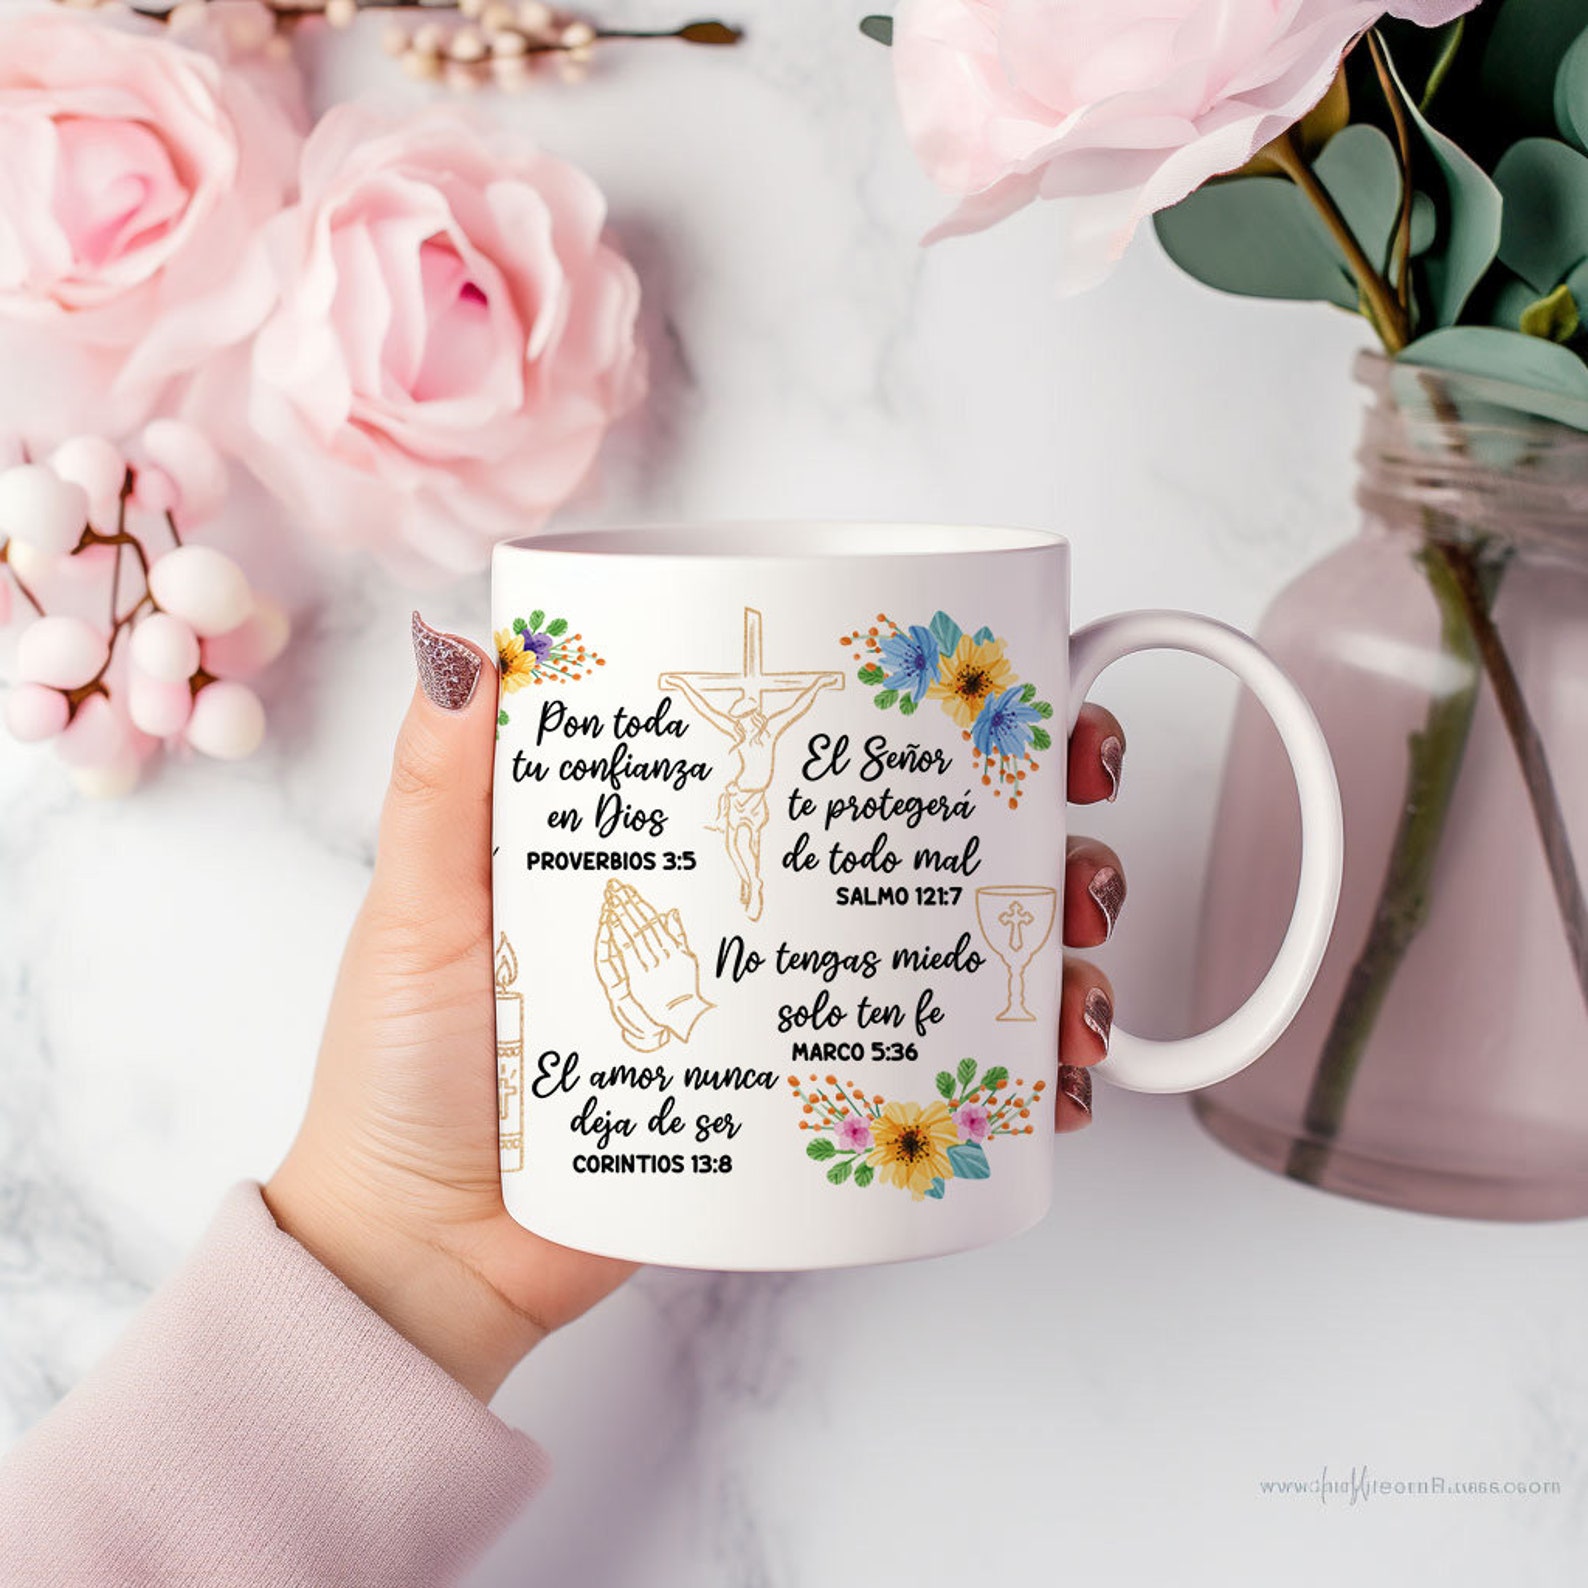 Pon toda
tu confianza
en Dios
PROVERBIOS 3:5
El Señor
te protegerá
de todo mal
SALMO 121:7
No tengas miedo
solo ten fe
MARCO 5:36
El amor nunca
deja de ser
CORINTIOS 13:8